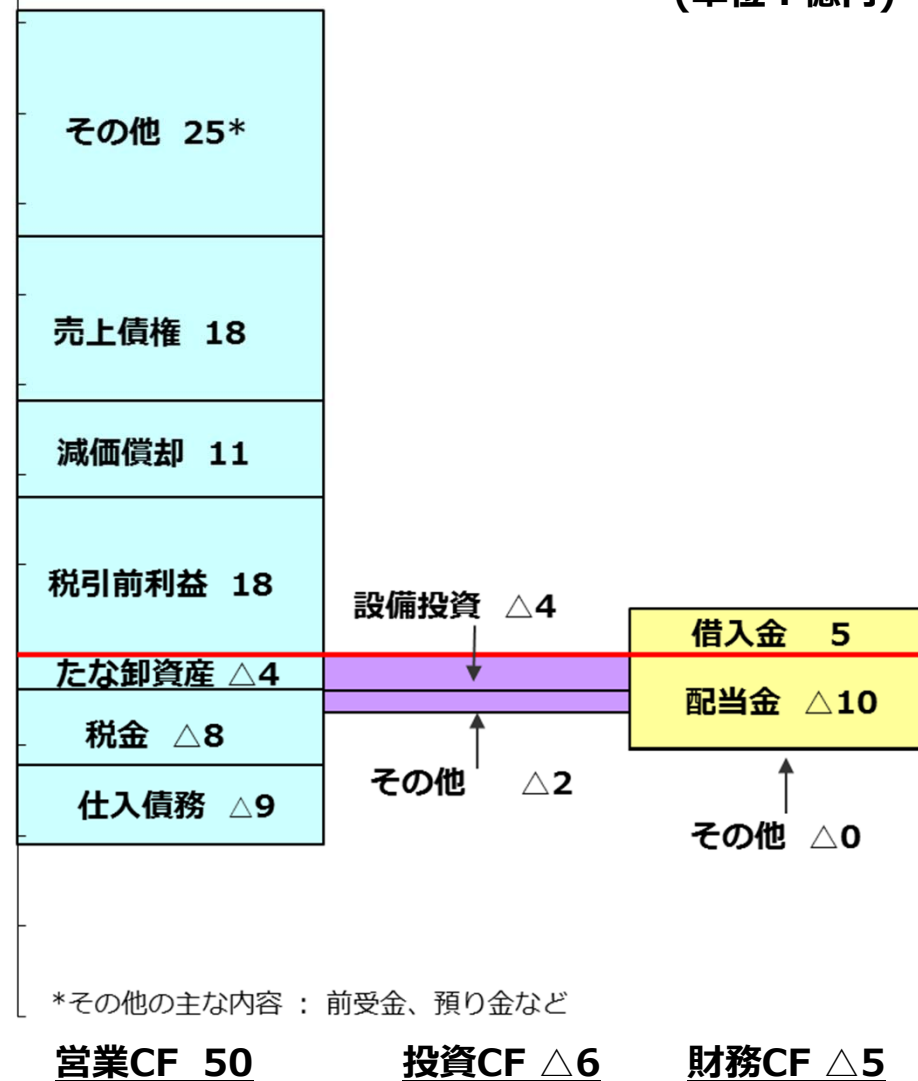 (単位：億円)
その他 25*
売上債権 18
減価償却 11
税引前利益 18
たな卸資産 △4
税金 △8
仕入債務 △9
設備投資 △4
その他 △2
借入金 5
配当金 △10
その他 △0
*その他の主な内容 ： 前受金、預り金など
営業CF 50
投資CF △6
財務CF △5